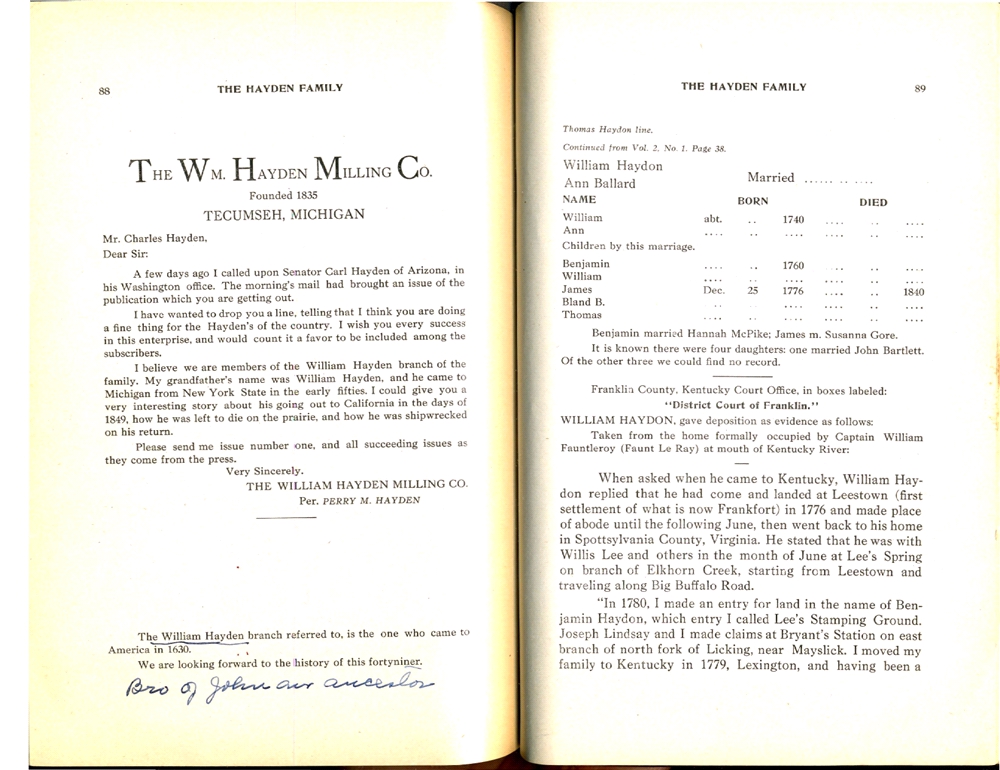 88
THE HAYDEN FAMILY
THE WM. HAYDEN MILLING CO.
Founded 1835
TECUMSEH, MICHIGAN
Mr. Charles Hayden,
Dear Sir:
A few days ago I called upon Senator Carl Hayden of Arizona, in
his Washington office. The morning's mail had brought an issue of the
publication which you are getting out.
I have wanted to drop you a line, telling that I think you are doing
a fine thing for the Hayden's of the country. I wish you every success
in this enterprise, and would count it a favor to be included among the
subscribers.
I believe we are members of the William Hayden branch of the
family. My grandfather's name was William Hayden, and he came to
Michigan from New York State in the early fifties. I could give you a
very interesting story about his going out to California in the days of
1849, how he was left to die on the prairie, and how he was shipwrecked
on his return.
Please send me issue number one, and all succeeding issues as
they come from the press.
Very Sincerely.
THE WILLIAM HAYDEN MILLING CO.
Per. PERRY M. HAYDEN
The William Hayden branch referred to, is the one who came to
America in 1630.
We are looking forward to the history of this fortyniner.
Bro of John our ancestor
THE HAYDEN FAMILY
89
Thomas Haydon line.
Continued from Vol. 2, No. 1. Page 38.
William Haydon
Ann Ballard
Married ...... .. ....
NAME BORN DIED
William abt. .. 1740 .... .. ....
Ann .... .. .... .... .. ....
Children by this marriage.
Benjamin .... .. 1760 .... .. ....
William .... .. .... .... .. ....
James Dec. 25 1776 .... .. 1840
Bland B. .. .... .... .. ....
Thomas .... .. .... .... .. ....
Benjamin married Hannah McPike; James m. Susanna Gore.
It is known there were four daughters: one married John Bartlett.
Of the other three we could find no record.
Franklin County, Kentucky Court Office, in boxes labeled:
"District Court of Franklin."
WILLIAM HAYDON, gave deposition as evidence as follows:
Taken from the home formally occupied by Captain William
Fauntleroy (Faunt Le Ray) at mouth of Kentucky River:
When asked when he came to Kentucky, William Hay-
don replied that he had come and landed at Leestown (first
settlement of what is now Frankfort) in 1776 and made place
of abode until the following June, then went back to his home
in Spottsylvania County, Virginia. He stated that he was with
Willis Lee and others in the month of June at Lee's Spring
on branch of Elkhorn Creek, starting from Leestown and
traveling along Big Buffalo Road.
"In 1780, I made an entry for land in the name of Ben-
jamin Haydon, which entry I called Lee's Stamping Ground.
Joseph Lindsay and I made claims at Bryant's Station on east
branch of north fork of Licking, near Mayslick. I moved my
family to Kentucky in 1779, Lexington, and having been a